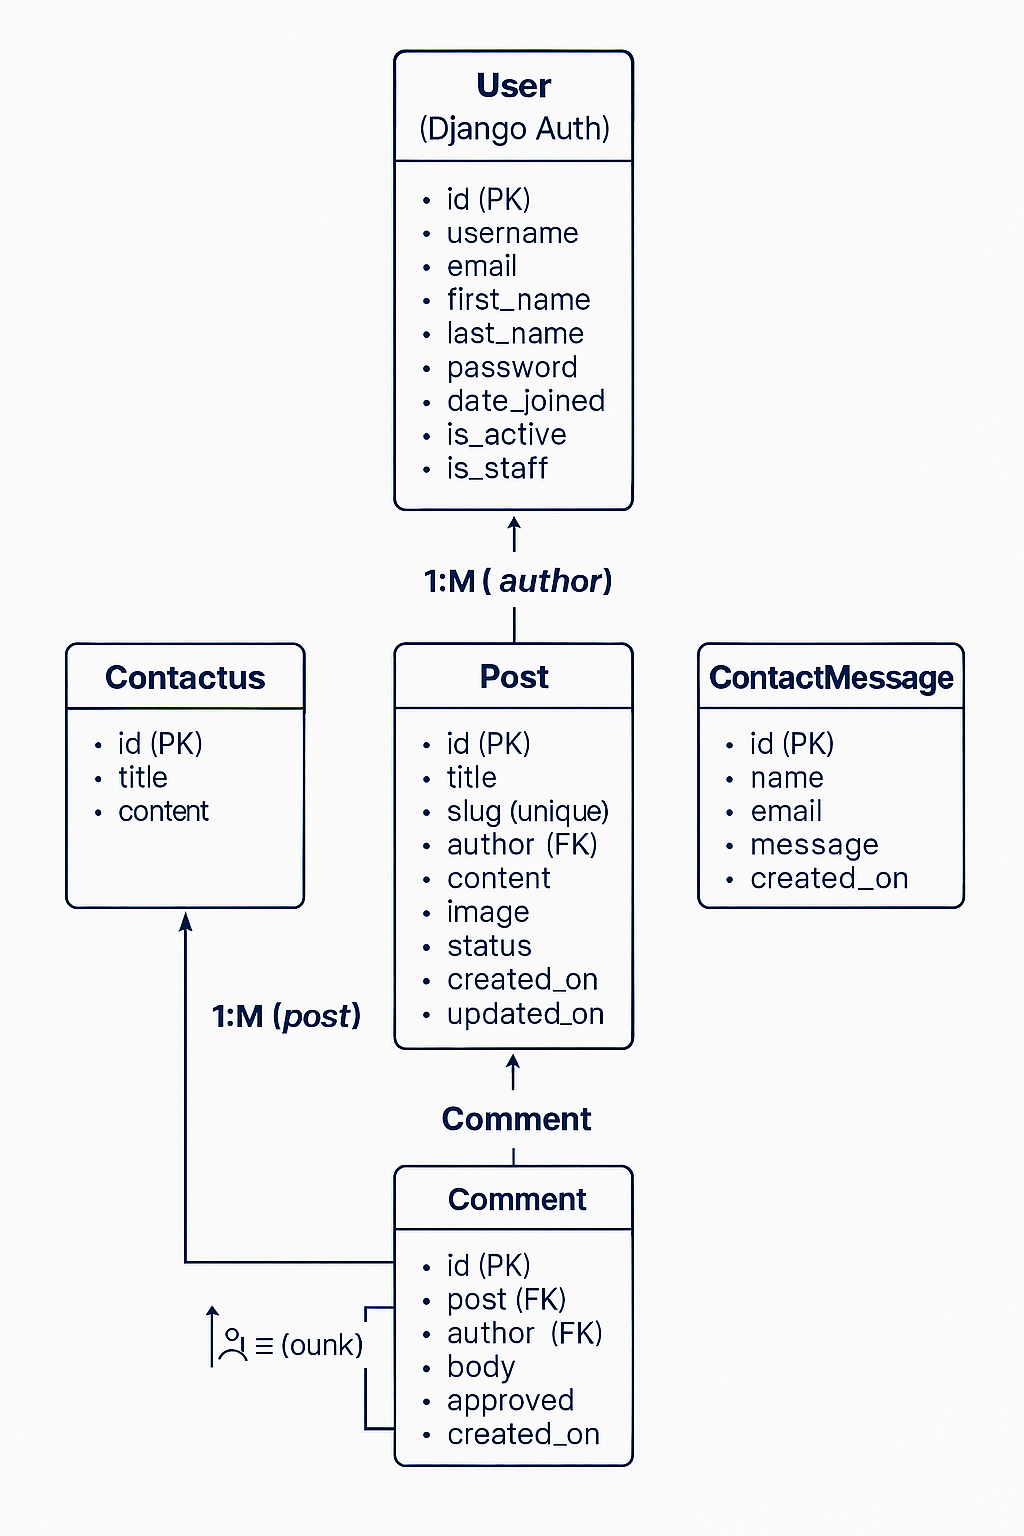 User
(Django Auth)
• id (PK)
• username
• email
• first_name
• last_name
• password
• date_joined
• is_active
• is_staff
1:M ( author)
Contactus
• id (PK)
• title
• content
Post
• id (PK)
• title
• slug (unique)
• author (FK)
• content
• image
• status
• created_on
• updated_on
ContactMessage
• id (PK)
• name
• email
• message
• created_on
1:M (post)
Comment
Comment
• id (PK)
• post (FK)
• author (FK)
• body
• approved
• created_on
(ounk)